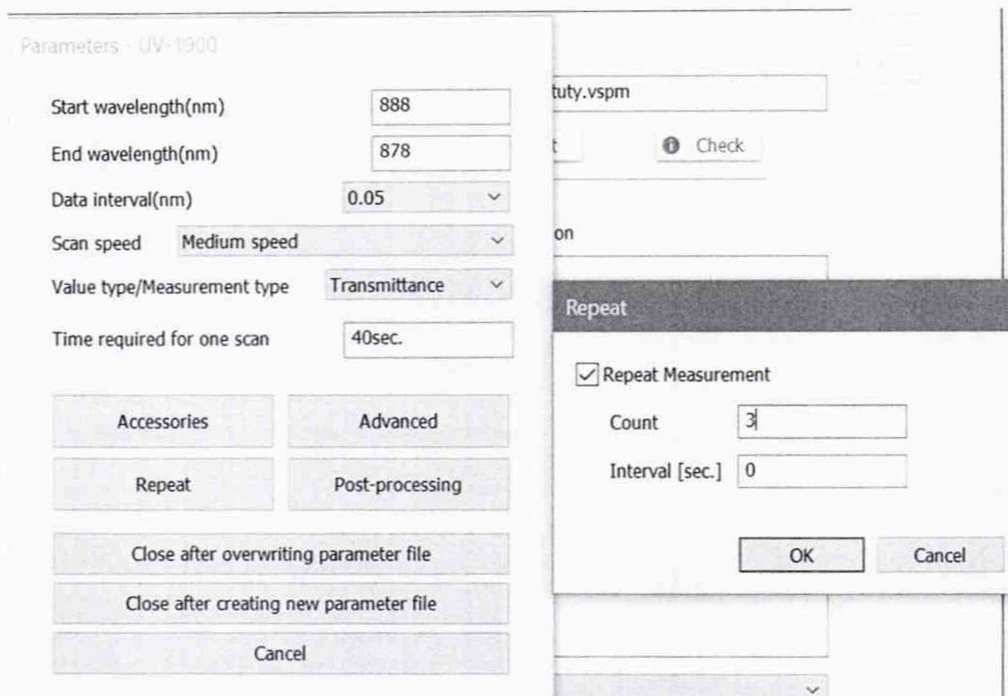 Parameters - UV-1900
Start wavelength(nm) 888
End wavelength(nm) 878
Data interval(nm) 0.05
Scan speed Medium speed
Value type/Measurement type Transmittance
Time required for one scan 40sec.
Accessories Advanced
Repeat Post-processing
Close after overwriting parameter file
Close after creating new parameter file
Cancel
tuty.vspm
t Check
on
Repeat
Repeat Measurement
Count 3
Interval [sec.] 0
OK Cancel